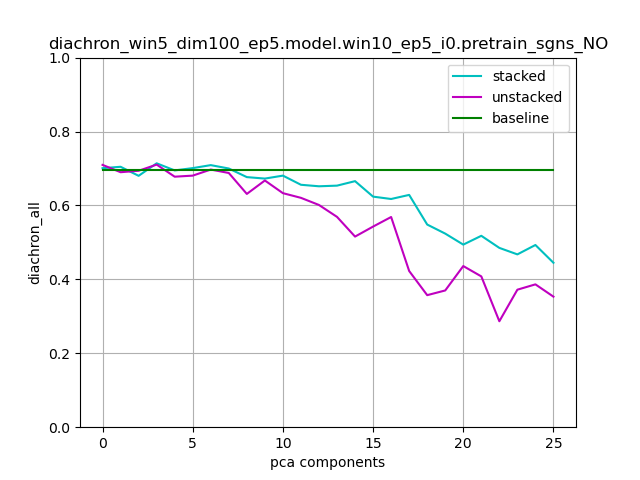 diachron_win5_dim100_ep5.model.win10_ep5_i0.pretrain_sgns_NO
1.0
0.8
0.6
0.4
0.2
0.0
diachron_all
stacked
unstacked
baseline
0 5 10 15 20 25
pca components